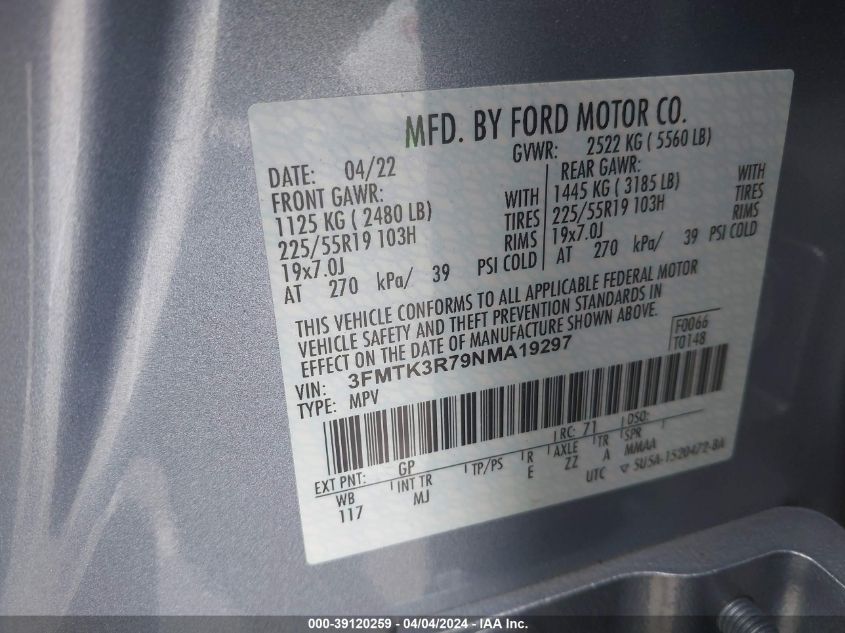 MFD. BY FORD MOTOR CO.
DATE: 04/22 GVWR: 2522 KG ( 5560 LB)
FRONT GAWR: REAR GAWR:
1125 KG ( 2480 LB) WITH 1445 KG ( 3185 LB) WITH
225/55R19 103H TIRES 225/55R19 103H TIRES
19x7.0J RIMS 19x7.0J RIMS
AT 270 kPa/ 39 PSI COLD AT 270 kPa/ 39 PSI COLD
THIS VEHICLE CONFORMS TO ALL APPLICABLE FEDERAL MOTOR
VEHICLE SAFETY AND THEFT PREVENTION STANDARDS IN
EFFECT ON THE DATE OF MANUFACTURE SHOWN ABOVE.
F0066
T0148
VIN: 3FMTK3R79NMA19297
TYPE: MPV
EXT PNT: GP RC: 71 DSO:
WB INT TR TP/PS R AXLE TR SPR
117 MJ E ZZ A MMAA
UTC ▽ SU5A-1520472-BA
000-39120259 - 04/04/2024 - IAA Inc.